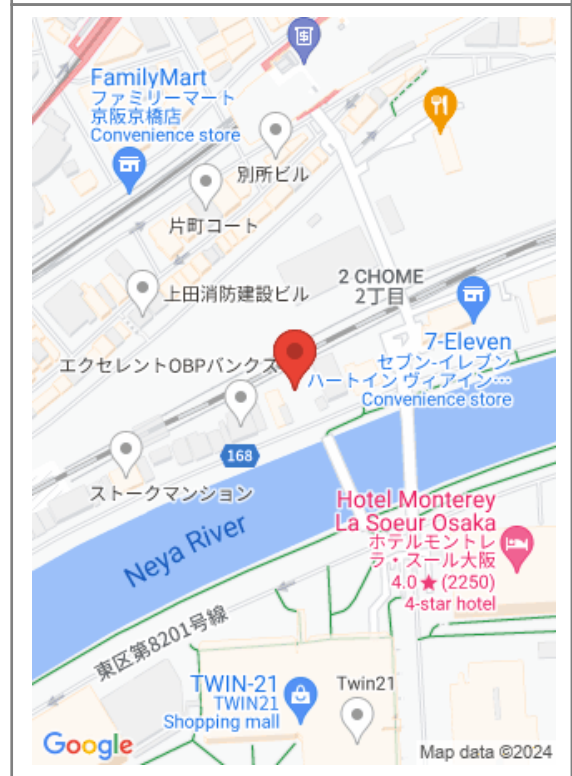 FamilyMart
ファミリーマート
京阪京橋店
Convenience store
別所ビル
片町コート
2 CHOME
2丁目
上田消防建設ビル
7-Eleven
セブン-イレブン
ハートイン ヴィアイン…
Convenience store
エクセレントOBPバンクス
168
ストークマンション
Neya River
Hotel Monterey
La Soeur Osaka
ホテルモントレ
ラ・スール大阪
4.0★(2250)
4-star hotel
東区第8201号線
TWIN-21
TWIN21
Shopping mall
Twin21
Google
Map data ©2024